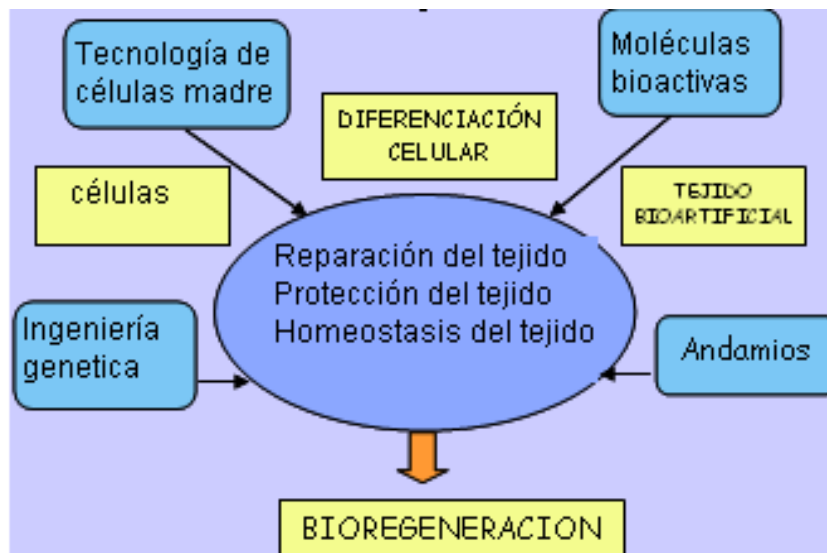 Tecnología de
células madre
Moléculas
bioactivas
DIFERENCIACIÓN
CELULAR
células
TEJIDO
BIOARTIFICIAL
Reparación del tejido
Protección del tejido
Homeostasis del tejido
Ingeniería
genetica
Andamios
BIOREGENERACION